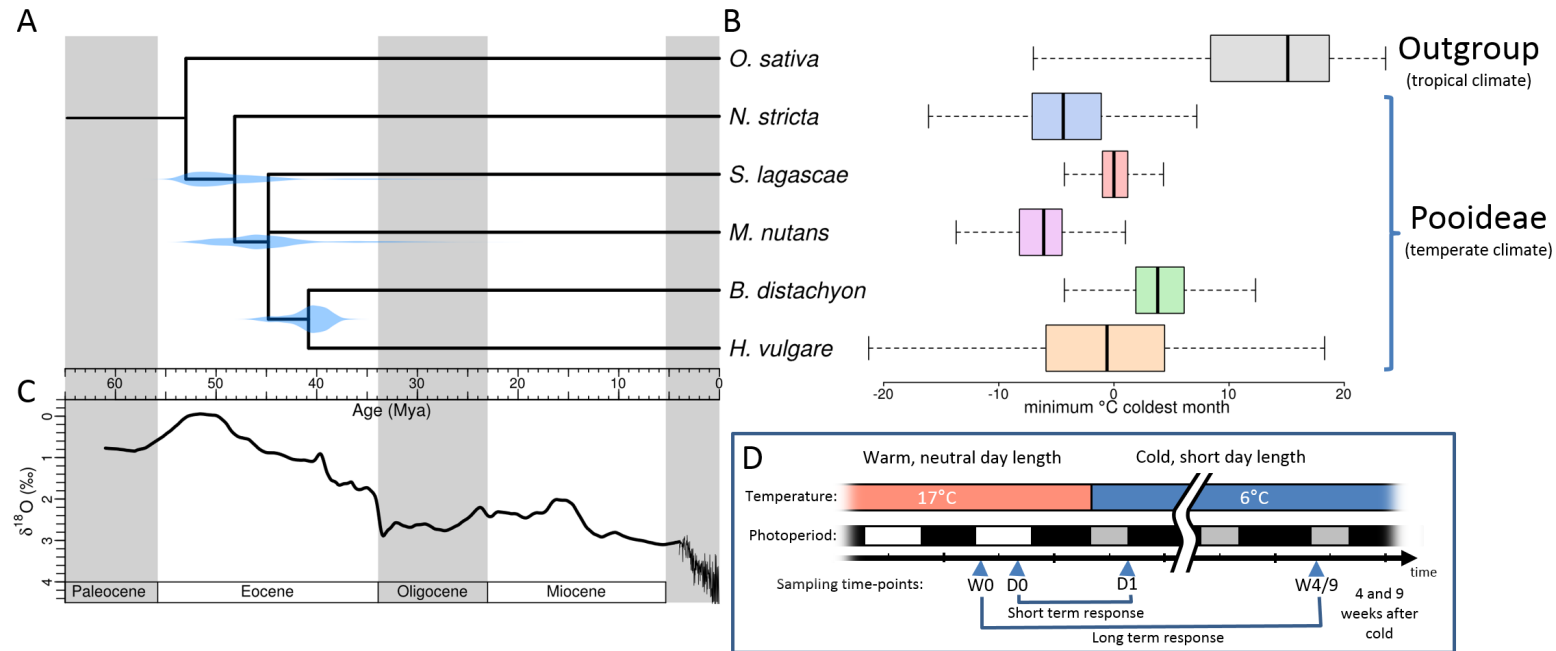 A
O. sativa
N. stricta
S. lagascae
M. nutans
B. distachyon
H. vulgare
60 50 40 30 20 10 0
Age (Mya)
B
Outgroup
(tropical climate)
Pooideae
(temperate climate)
-20 -10 0 10 20
minimum °C coldest month
C
δ18O (‰)
0
1
2
3
4
Paleocene Eocene Oligocene Miocene
D
Warm, neutral day length Cold, short day length
Temperature: 17°C 6°C
Photoperiod:
time
Sampling time-points: W0 D0 D1 W4/9
Short term response
Long term response
4 and 9
weeks after
cold